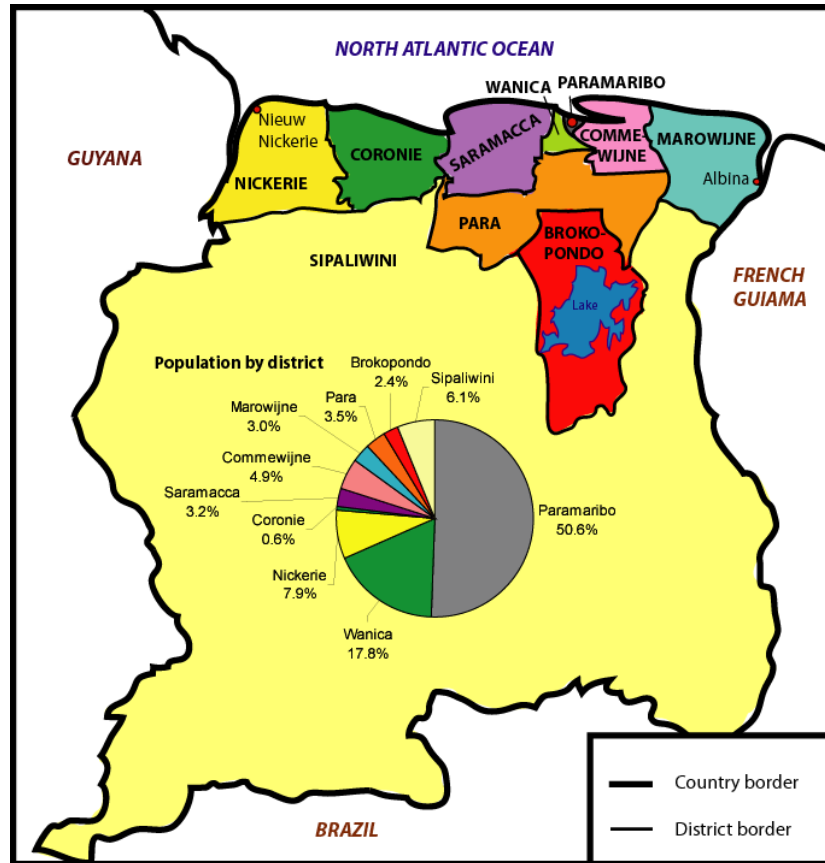 NORTH ATLANTIC OCEAN
WANICA
PARAMARIBO
Nieuw
Nickerie
GUYANA
NICKERIE
CORONIE
SARAMACCA
COMME-
WIJNE
MAROWIJNE
Albina
PARA
BROKO-
PONDO
SIPALIWINI
Lake
FRENCH
GUIAMA
Population by district
Brokopondo
2.4%
Sipaliwini
6.1%
Para
3.5%
Marowijne
3.0%
Commewijne
4.9%
Saramacca
3.2%
Coronie
0.6%
Nickerie
7.9%
Wanica
17.8%
Paramaribo
50.6%
BRAZIL
Country border
District border